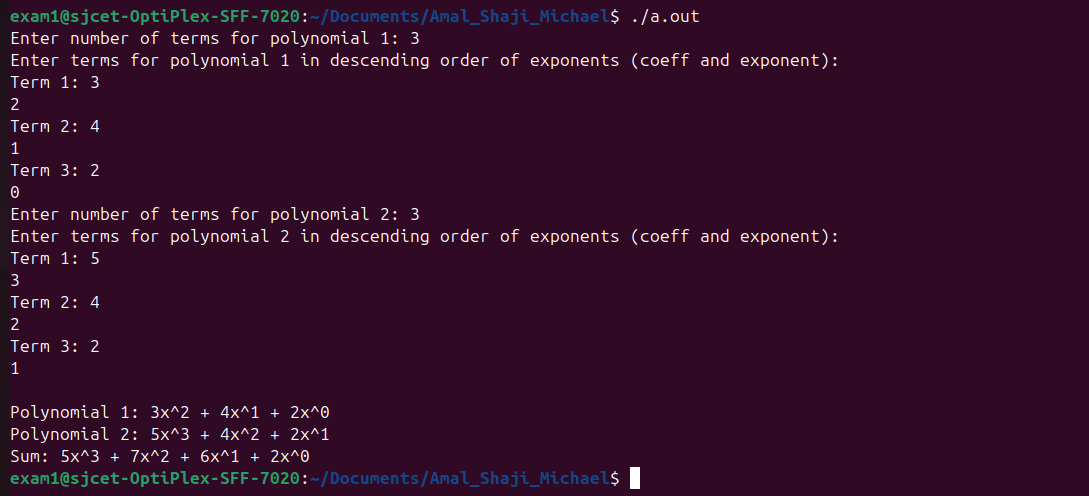 exam1@sjcet-OptiPlex-SFF-7020:~/Documents/Amal_Shaji_Michael$ ./a.out
Enter number of terms for polynomial 1: 3
Enter terms for polynomial 1 in descending order of exponents (coeff and exponent):
Term 1: 3
2
Term 2: 4
1
Term 3: 2
0
Enter number of terms for polynomial 2: 3
Enter terms for polynomial 2 in descending order of exponents (coeff and exponent):
Term 1: 5
3
Term 2: 4
2
Term 3: 2
1
Polynomial 1: 3x^2 + 4x^1 + 2x^0
Polynomial 2: 5x^3 + 4x^2 + 2x^1
Sum: 5x^3 + 7x^2 + 6x^1 + 2x^0
exam1@sjcet-OptiPlex-SFF-7020:~/Documents/Amal_Shaji_Michael$